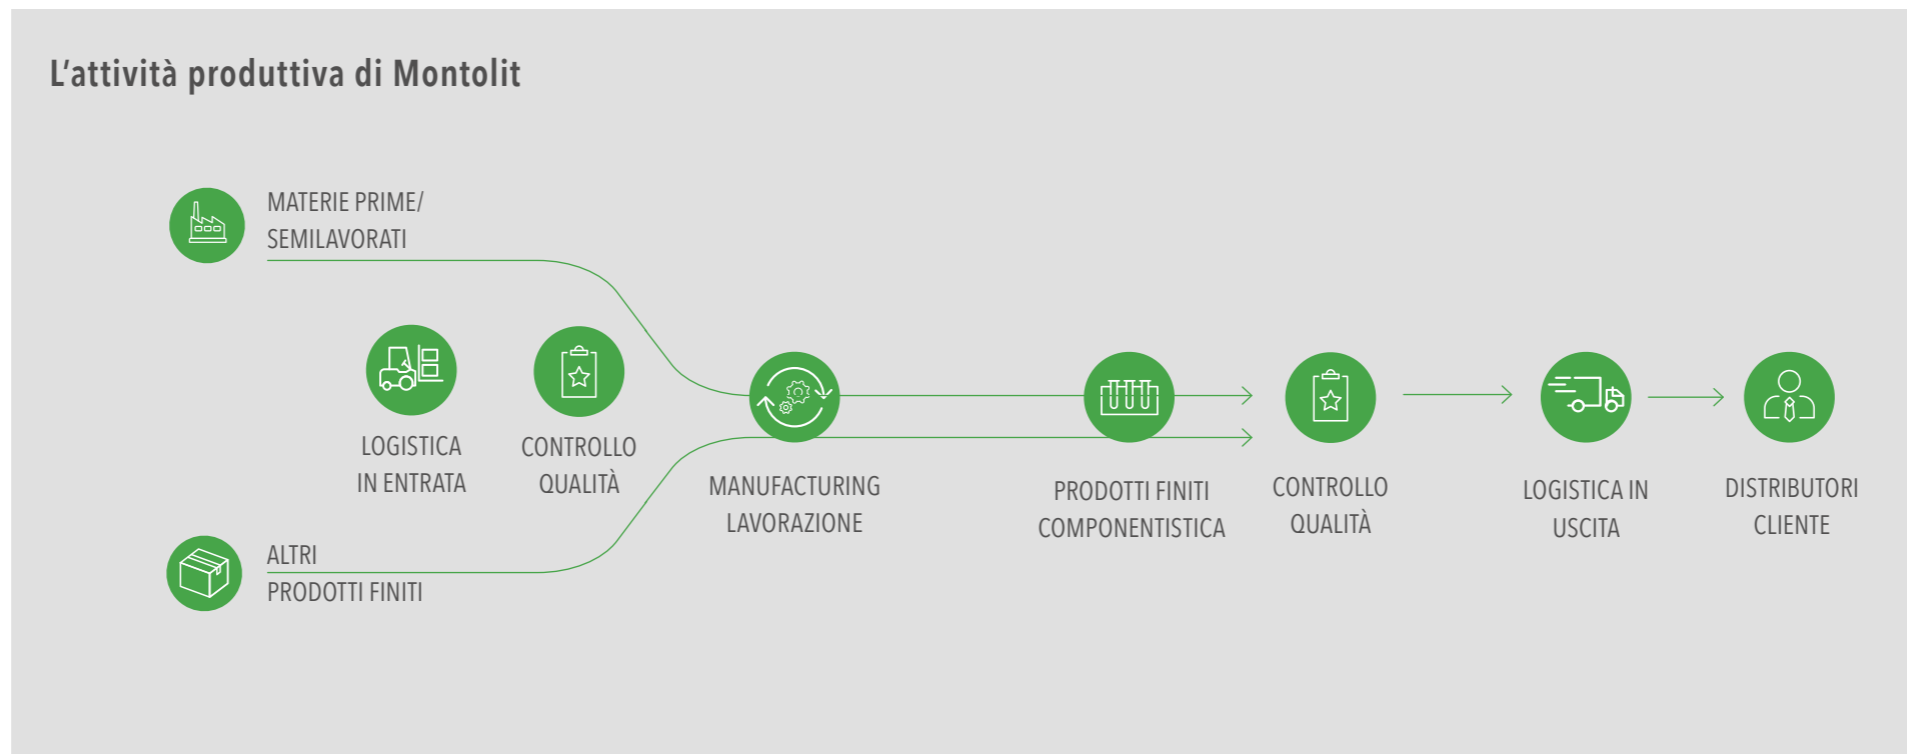 L'attività produttiva di Montolit
MATERIE PRIME/
SEMILAVORATI
LOGISTICA
IN ENTRATA
CONTROLLO
QUALITÀ
ALTRI
PRODOTTI FINITI
MANUFACTURING
LAVORAZIONE
PRODOTTI FINITI
COMPONENTISTICA
CONTROLLO
QUALITÀ
LOGISTICA IN
USCITA
DISTRIBUTORI
CLIENTE